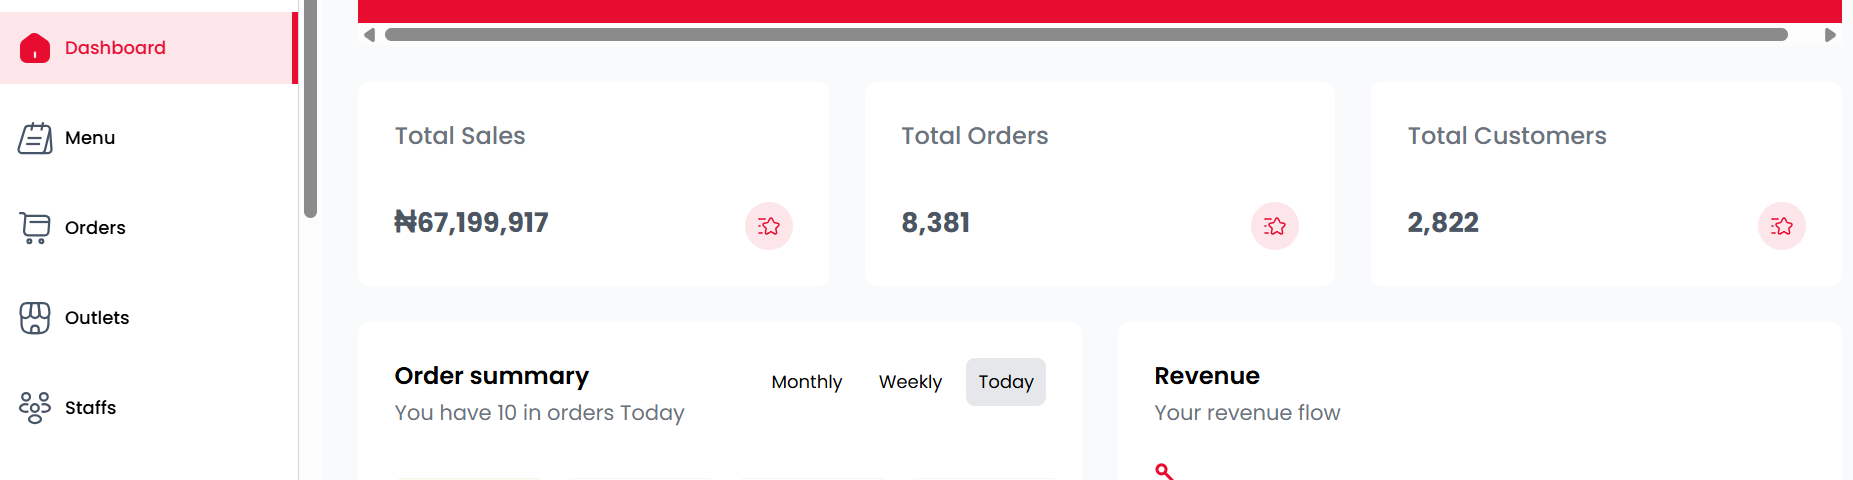 Dashboard
Menu
Orders
Outlets
Staffs
Total Sales
₦67,199,917
Total Orders
8,381
Total Customers
2,822
Order summary
You have 10 in orders Today
Monthly Weekly Today
Revenue
Your revenue flow